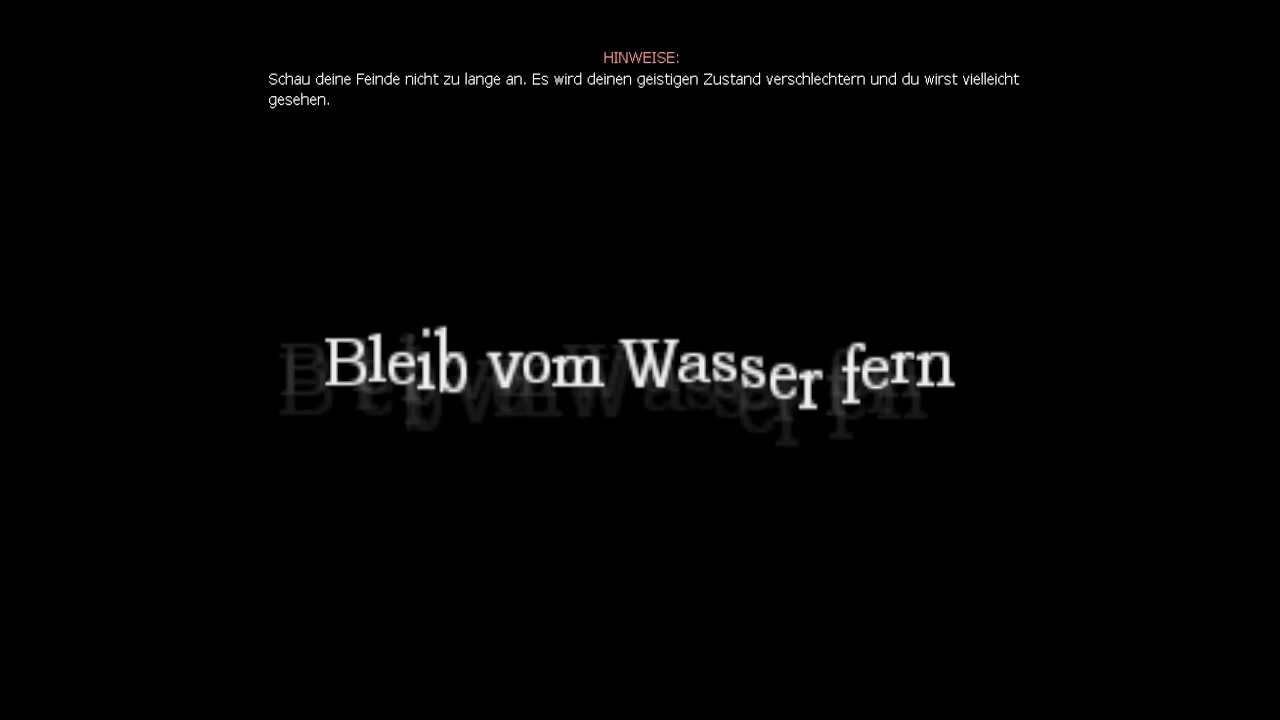 HINWEISE:
Schau deine Feinde nicht zu lange an. Es wird deinen geistigen Zustand verschlechtern und du wirst vielleicht
gesehen.
Bleib vom Wasser fern